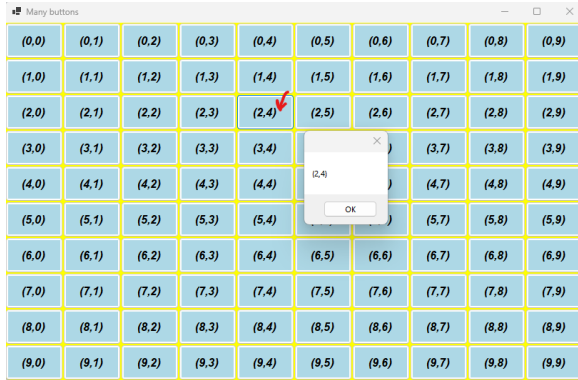 Many buttons
(0,0) (0,1) (0,2) (0,3) (0,4) (0,5) (0,6) (0,7) (0,8) (0,9)
(1,0) (1,1) (1,2) (1,3) (1,4) (1,5) (1,6) (1,7) (1,8) (1,9)
(2,0) (2,1) (2,2) (2,3) (2,4) (2,5) (2,6) (2,7) (2,8) (2,9)
(3,0) (3,1) (3,2) (3,3) (3,4) (3,7) (3,8) (3,9)
(2,4)
(4,0) (4,1) (4,2) (4,3) (4,4) (4,7) (4,8) (4,9)
OK
(5,0) (5,1) (5,2) (5,3) (5,4) (5,7) (5,8) (5,9)
(6,0) (6,1) (6,2) (6,3) (6,4) (6,5) (6,6) (6,7) (6,8) (6,9)
(7,0) (7,1) (7,2) (7,3) (7,4) (7,5) (7,6) (7,7) (7,8) (7,9)
(8,0) (8,1) (8,2) (8,3) (8,4) (8,5) (8,6) (8,7) (8,8) (8,9)
(9,0) (9,1) (9,2) (9,3) (9,4) (9,5) (9,6) (9,7) (9,8) (9,9)